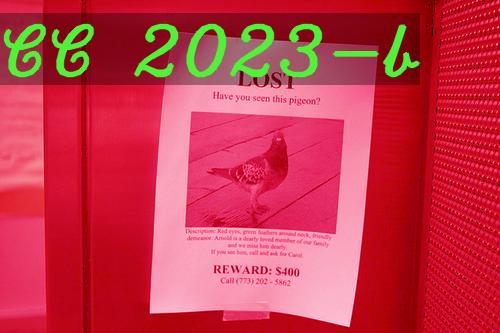 CC 2023-b
LOST
Have you seen this pigeon?
Description: Red eyes, green feathers around neck, friendly
demeanor. Arnold is a dearly loved member of our family
and we miss him dearly.
If you see him, call and ask for Carol.
REWARD: $400
Call (773) 202 - 5862